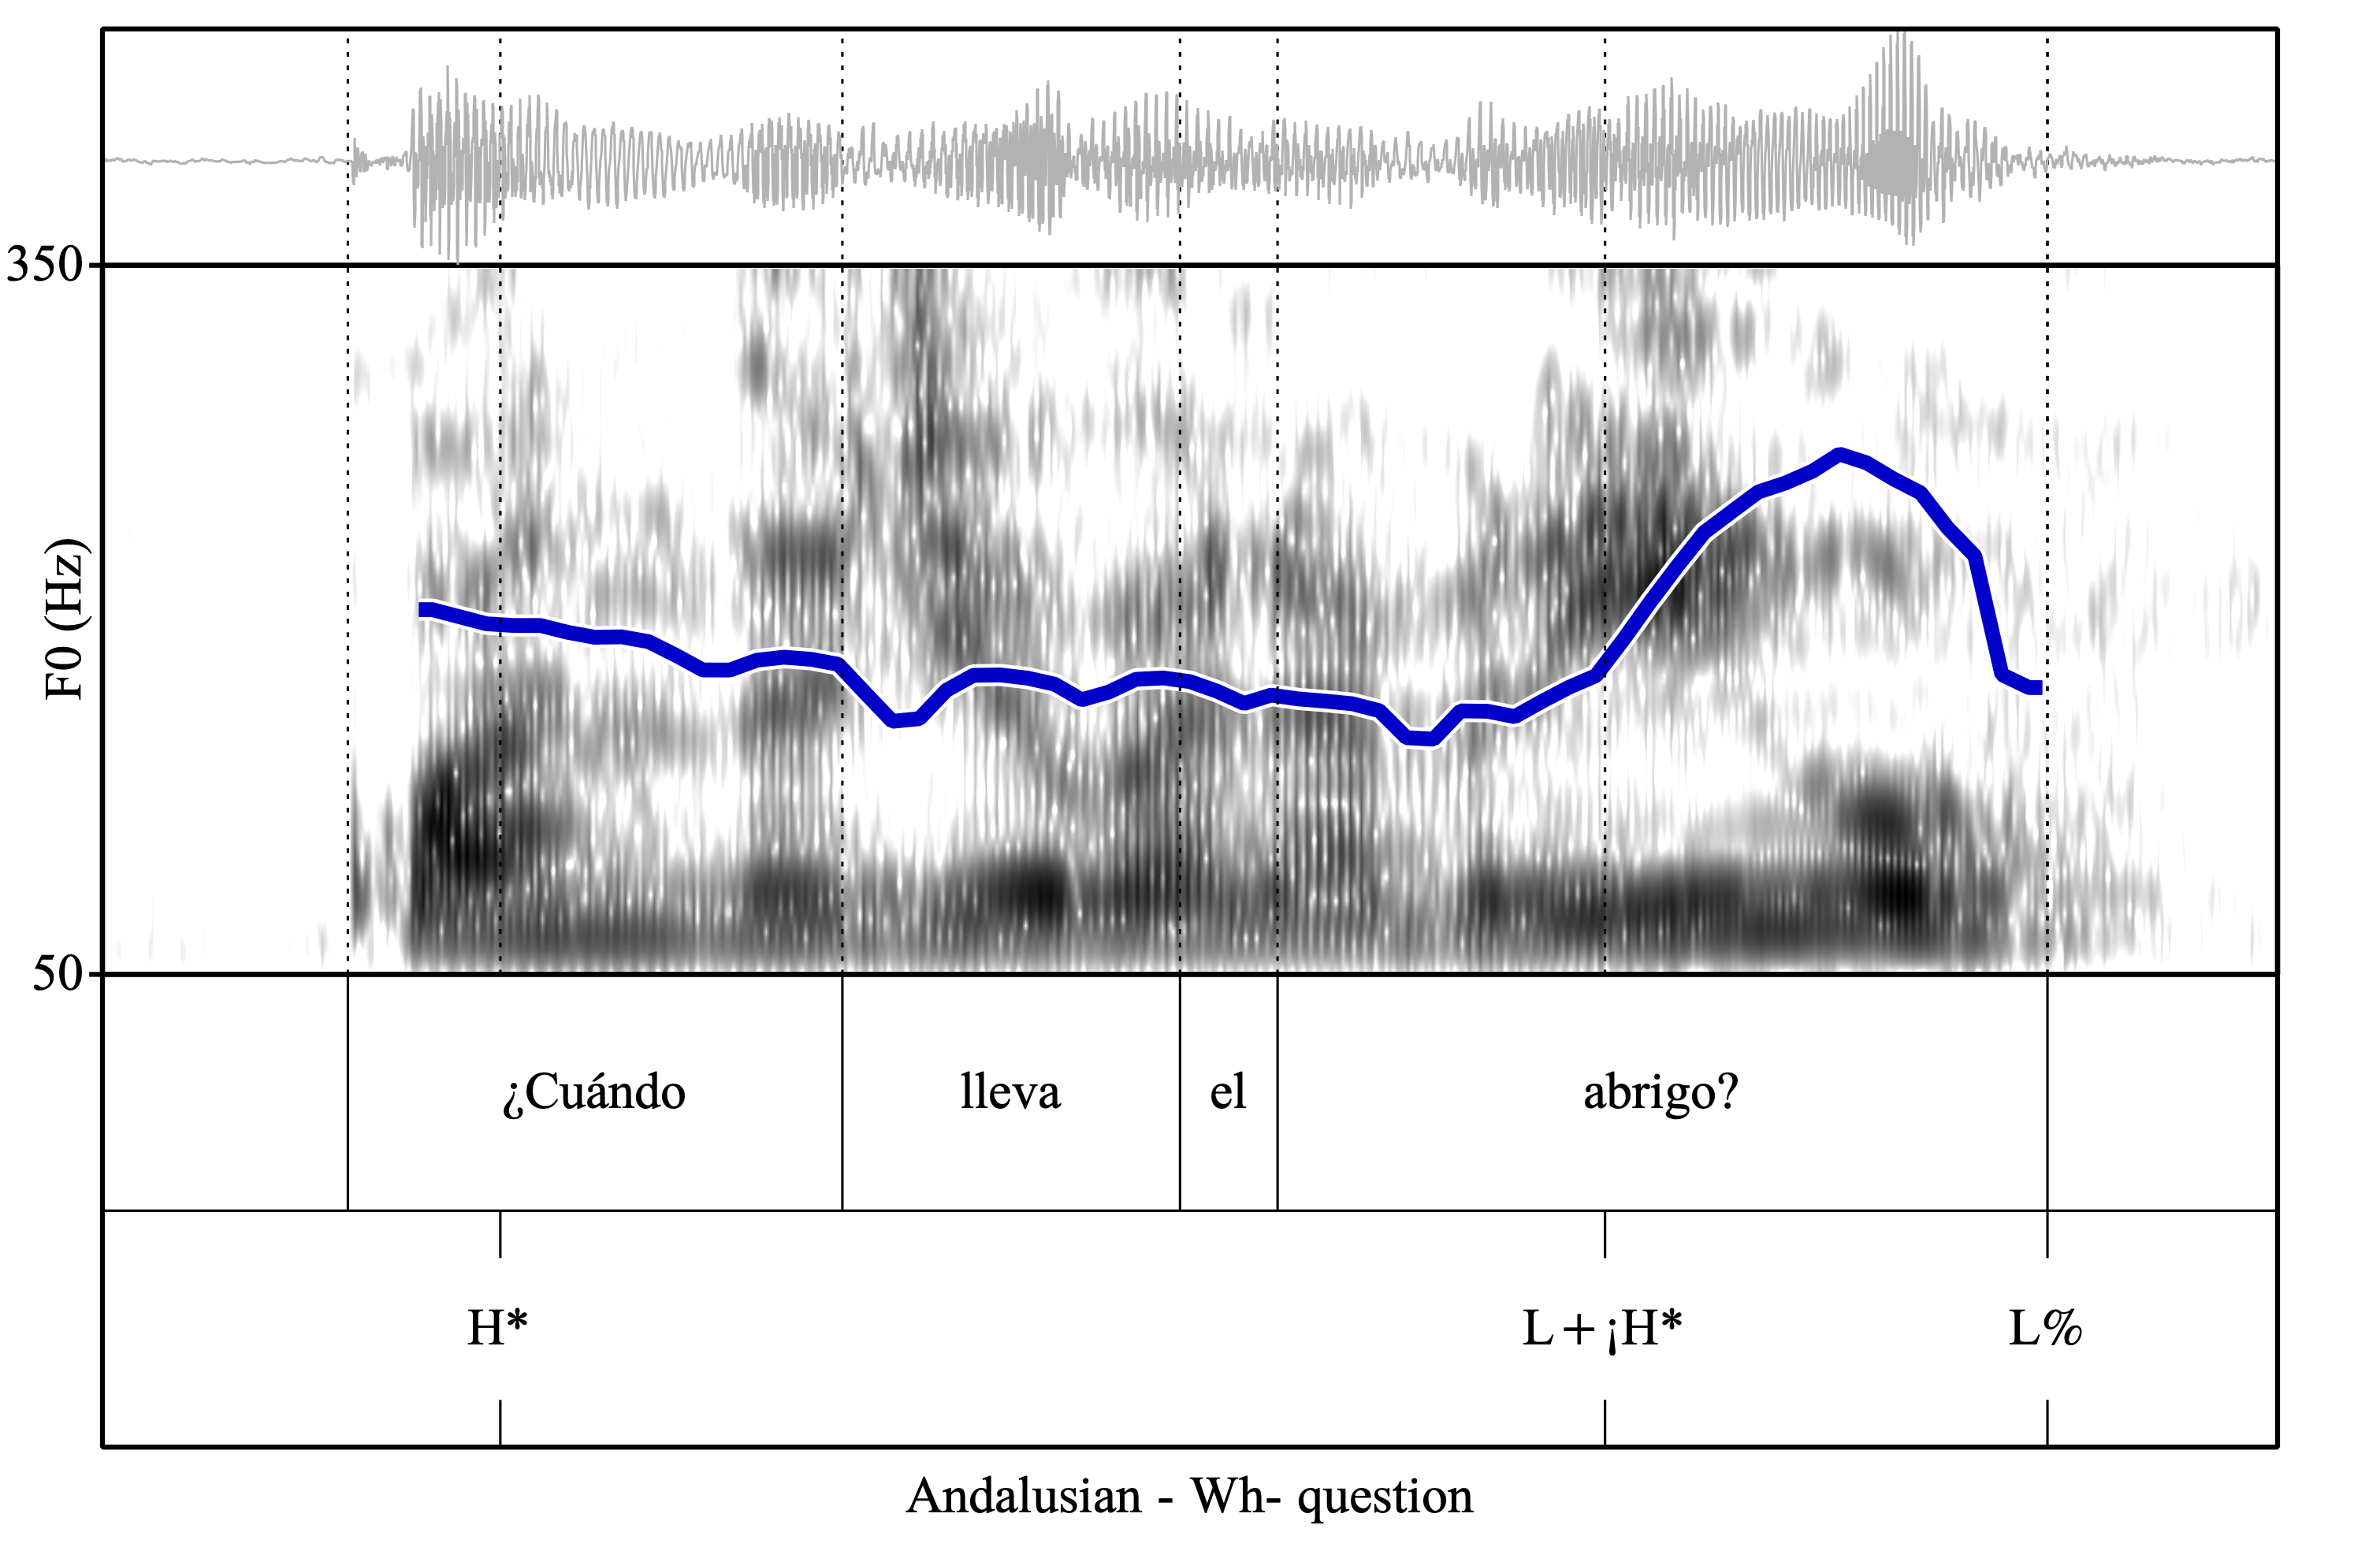 350
F0 (Hz)
50
¿Cuándo lleva el abrigo?
H* L+¡H* L%
Andalusian - Wh- question